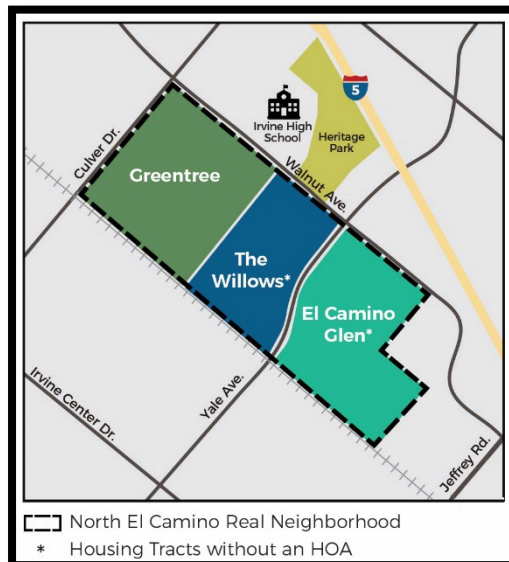 5
Irvine High
School
Heritage
Park
Culver Dr.
Walnut Ave.
Greentree
The
Willows*
El Camino
Glen*
Irvine Center Dr.
Yale Ave.
Jeffrey Rd.
North El Camino Real Neighborhood
* Housing Tracts without an HOA